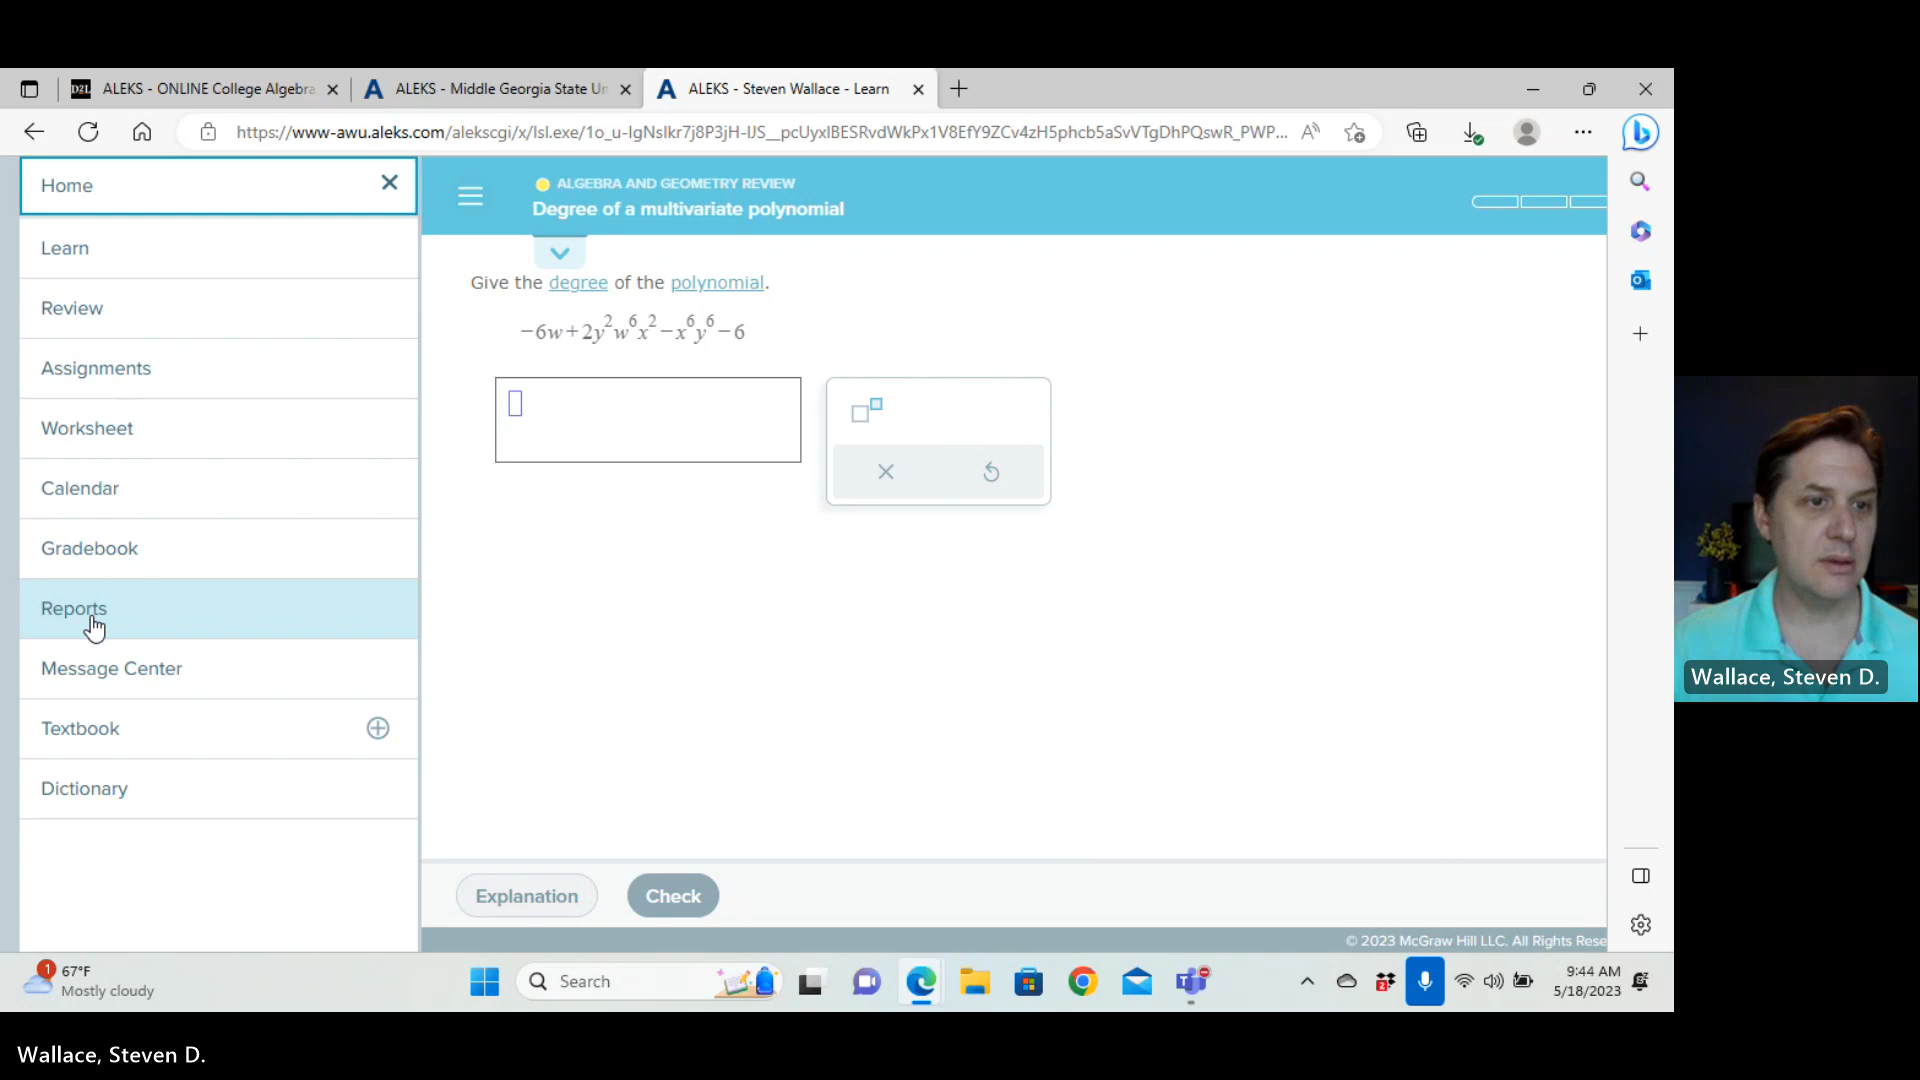 ALEKS - ONLINE College Algebra
ALEKS - Middle Georgia State Un
ALEKS - Steven Wallace - Learn
https://www-awu.aleks.com/alekscgi/x/Isl.exe/1o_u-IgNslkr7j8P3jH-IJS__pcUyxIBESRvdWkPx1V8EfY9ZCv4zH5phcb5aSvVTgDhPQswR_PWP...
Home
Learn
Review
Assignments
Worksheet
Calendar
Gradebook
Reports
Message Center
Textbook
Dictionary
ALGEBRA AND GEOMETRY REVIEW
Degree of a multivariate polynomial
Give the degree of the polynomial.
−6w+2y²w⁶x²−x⁶y⁶−6
Explanation
Check
© 2023 McGraw Hill LLC. All Rights Rese
Wallace, Steven D.
1
67°F
Mostly cloudy
Search
2
9:44 AM
5/18/2023
Wallace, Steven D.